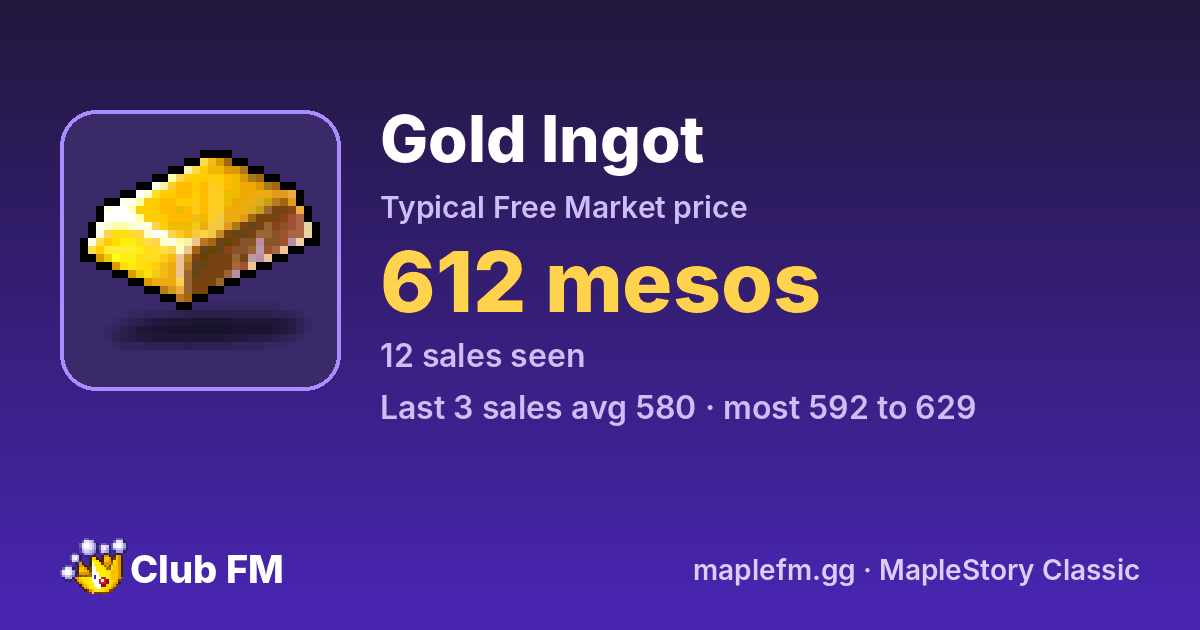 Gold Ingot
Typical Free Market price
612 mesos
12 sales seen
Last 3 sales avg 580 · most 592 to 629
Club FM
maplefm.gg · MapleStory Classic